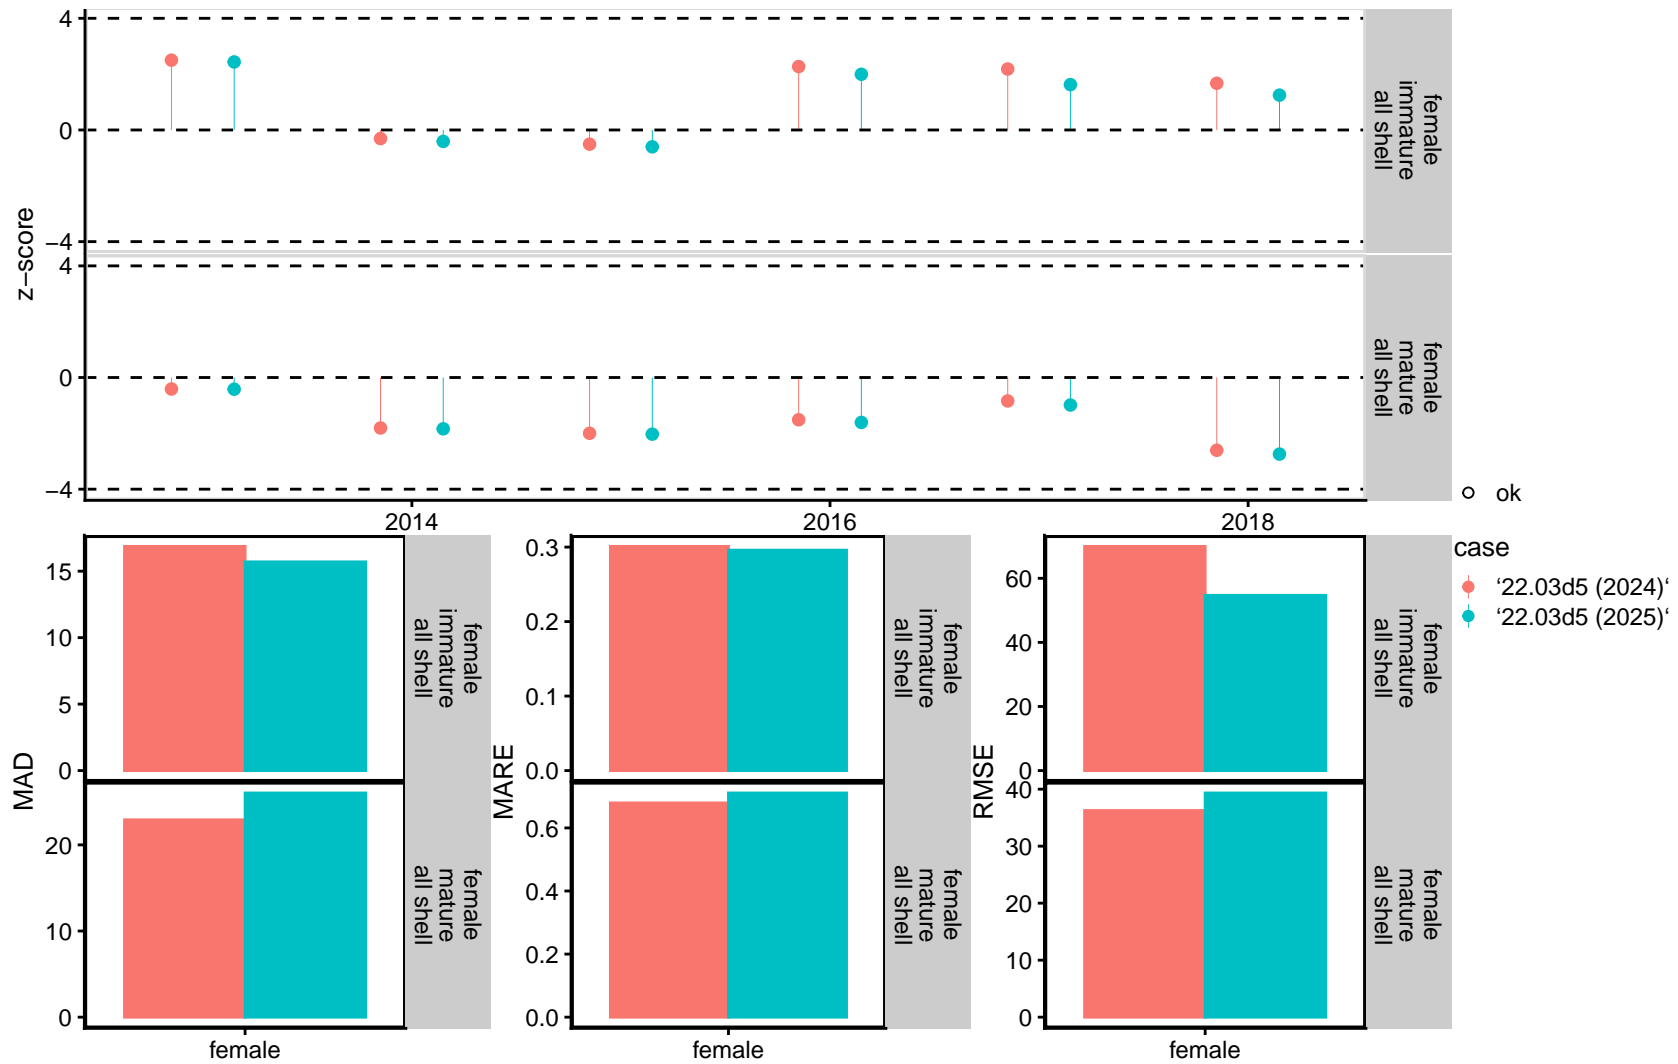 z−score
4
0
−4
female
immature
all shell
4
0
−4
female
mature
all shell
2014
2016
2018
ok
case
‘22.03d5 (2024)‘
‘22.03d5 (2025)‘
MAD
15
10
5
0
female
immature
all shell
20
10
0
female
mature
all shell
female
MARE
0.3
0.2
0.1
0.0
female
immature
all shell
0.6
0.4
0.2
0.0
female
mature
all shell
female
RMSE
60
40
20
0
female
immature
all shell
40
30
20
10
0
female
mature
all shell
female